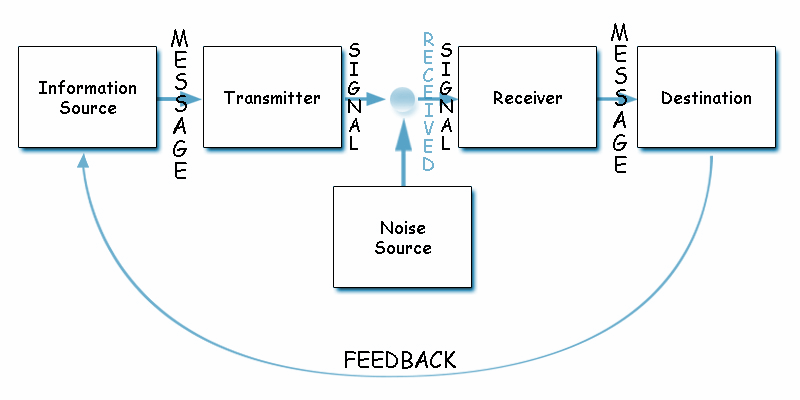 Information
Source
MESSAGE
Transmitter
SIGNAL
RECEIVED
SIGNAL
Receiver
MESSAGE
Destination
Noise
Source
FEEDBACK